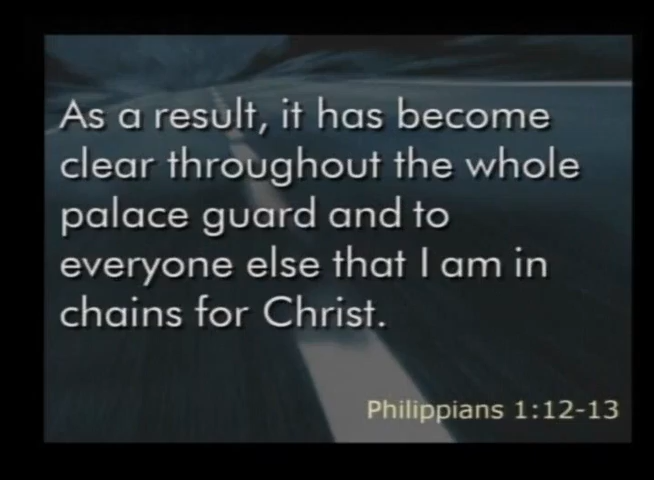 As a result, it has become
clear throughout the whole
palace guard and to
everyone else that I am in
chains for Christ.
Philippians 1:12-13